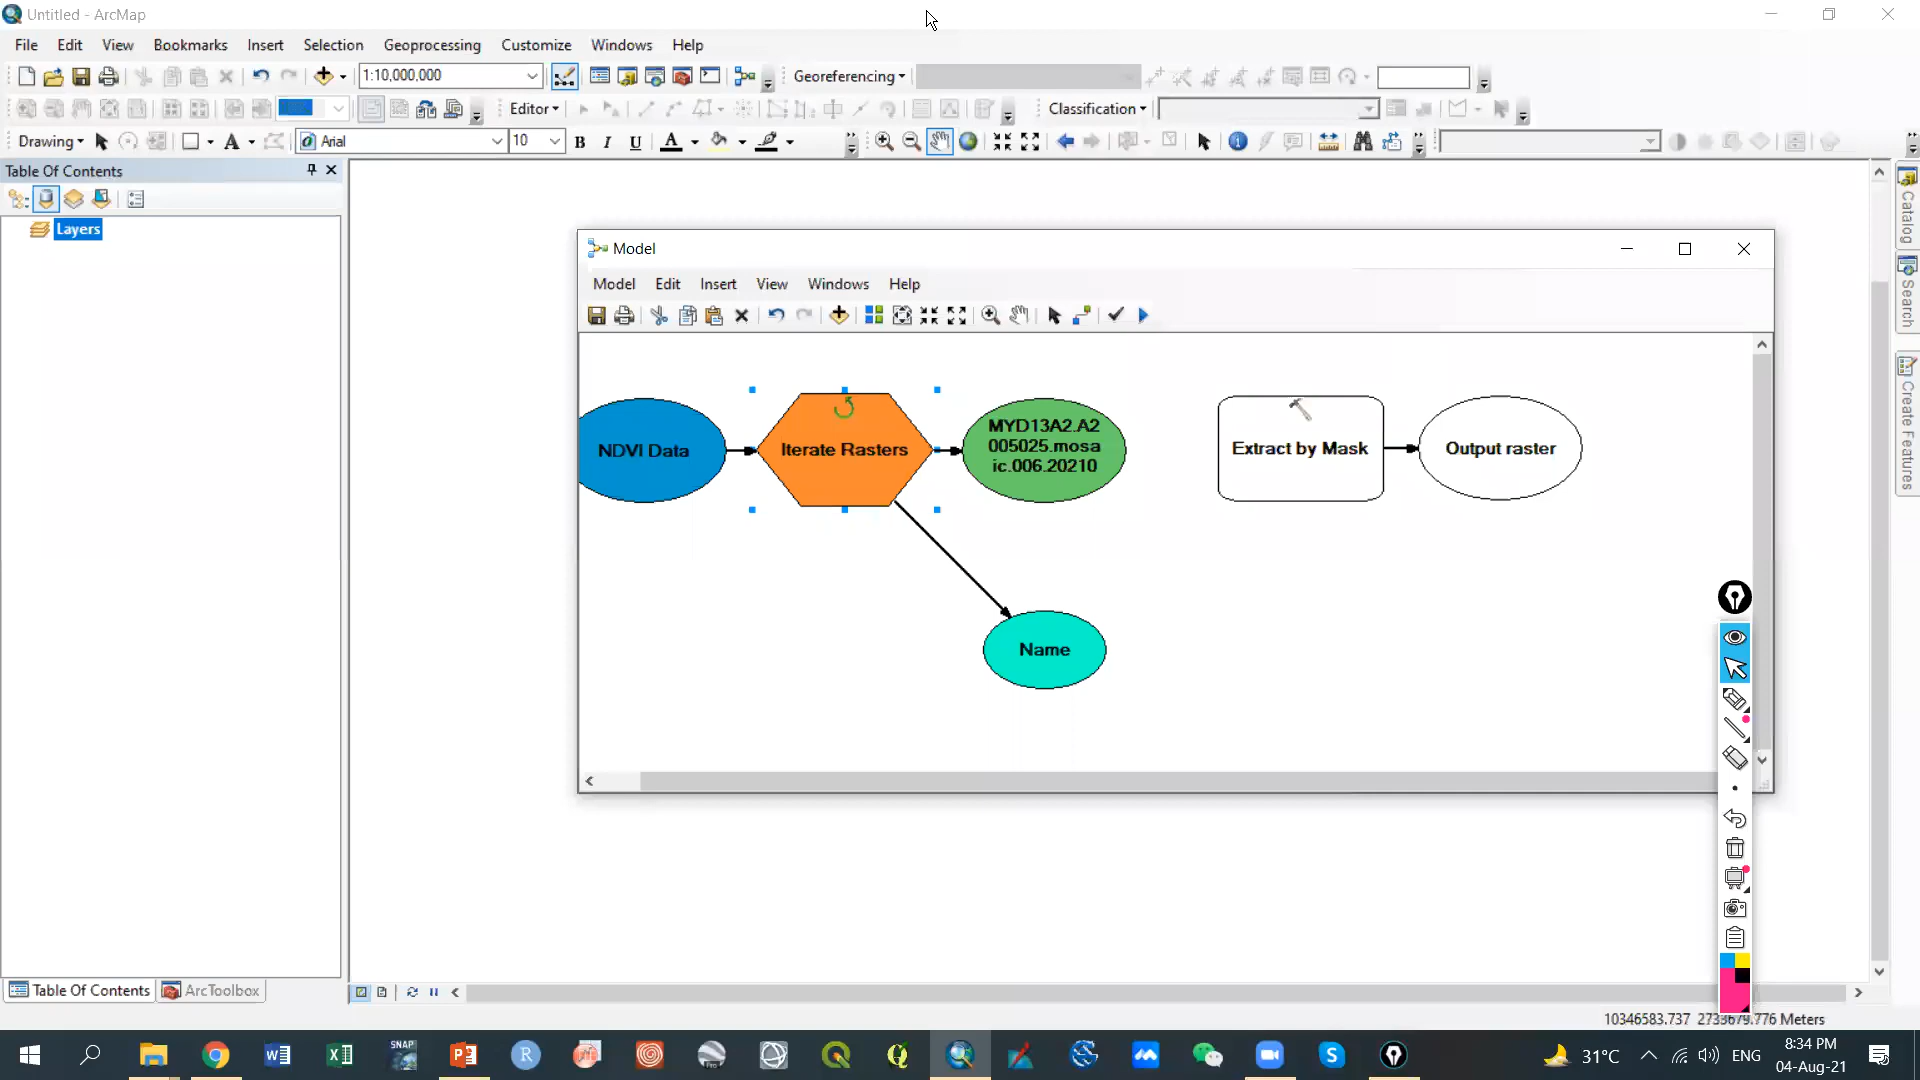 Untitled - ArcMap
File Edit View Bookmarks Insert Selection Geoprocessing Customize Windows Help
1:10,000,000 Georeferencing
Editor Classification
Drawing A Arial 10 B I U A
Table Of Contents
Layers
Catalog
Search
Create Features
Model
Model Edit Insert View Windows Help
NDVI Data
Iterate Rasters
MYD13A2.A2
005025.mosa
ic.006.20210
Extract by Mask
Output raster
Name
Table Of Contents ArcToolbox
10346583.737 2733679.776 Meters
SNAP
31°C ENG
8:34 PM
04-Aug-21